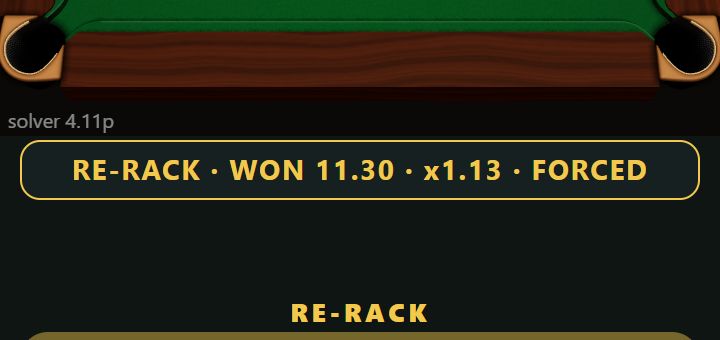 solver 4.11p
RE-RACK · WON 11.30 · x1.13 · FORCED
RE-RACK